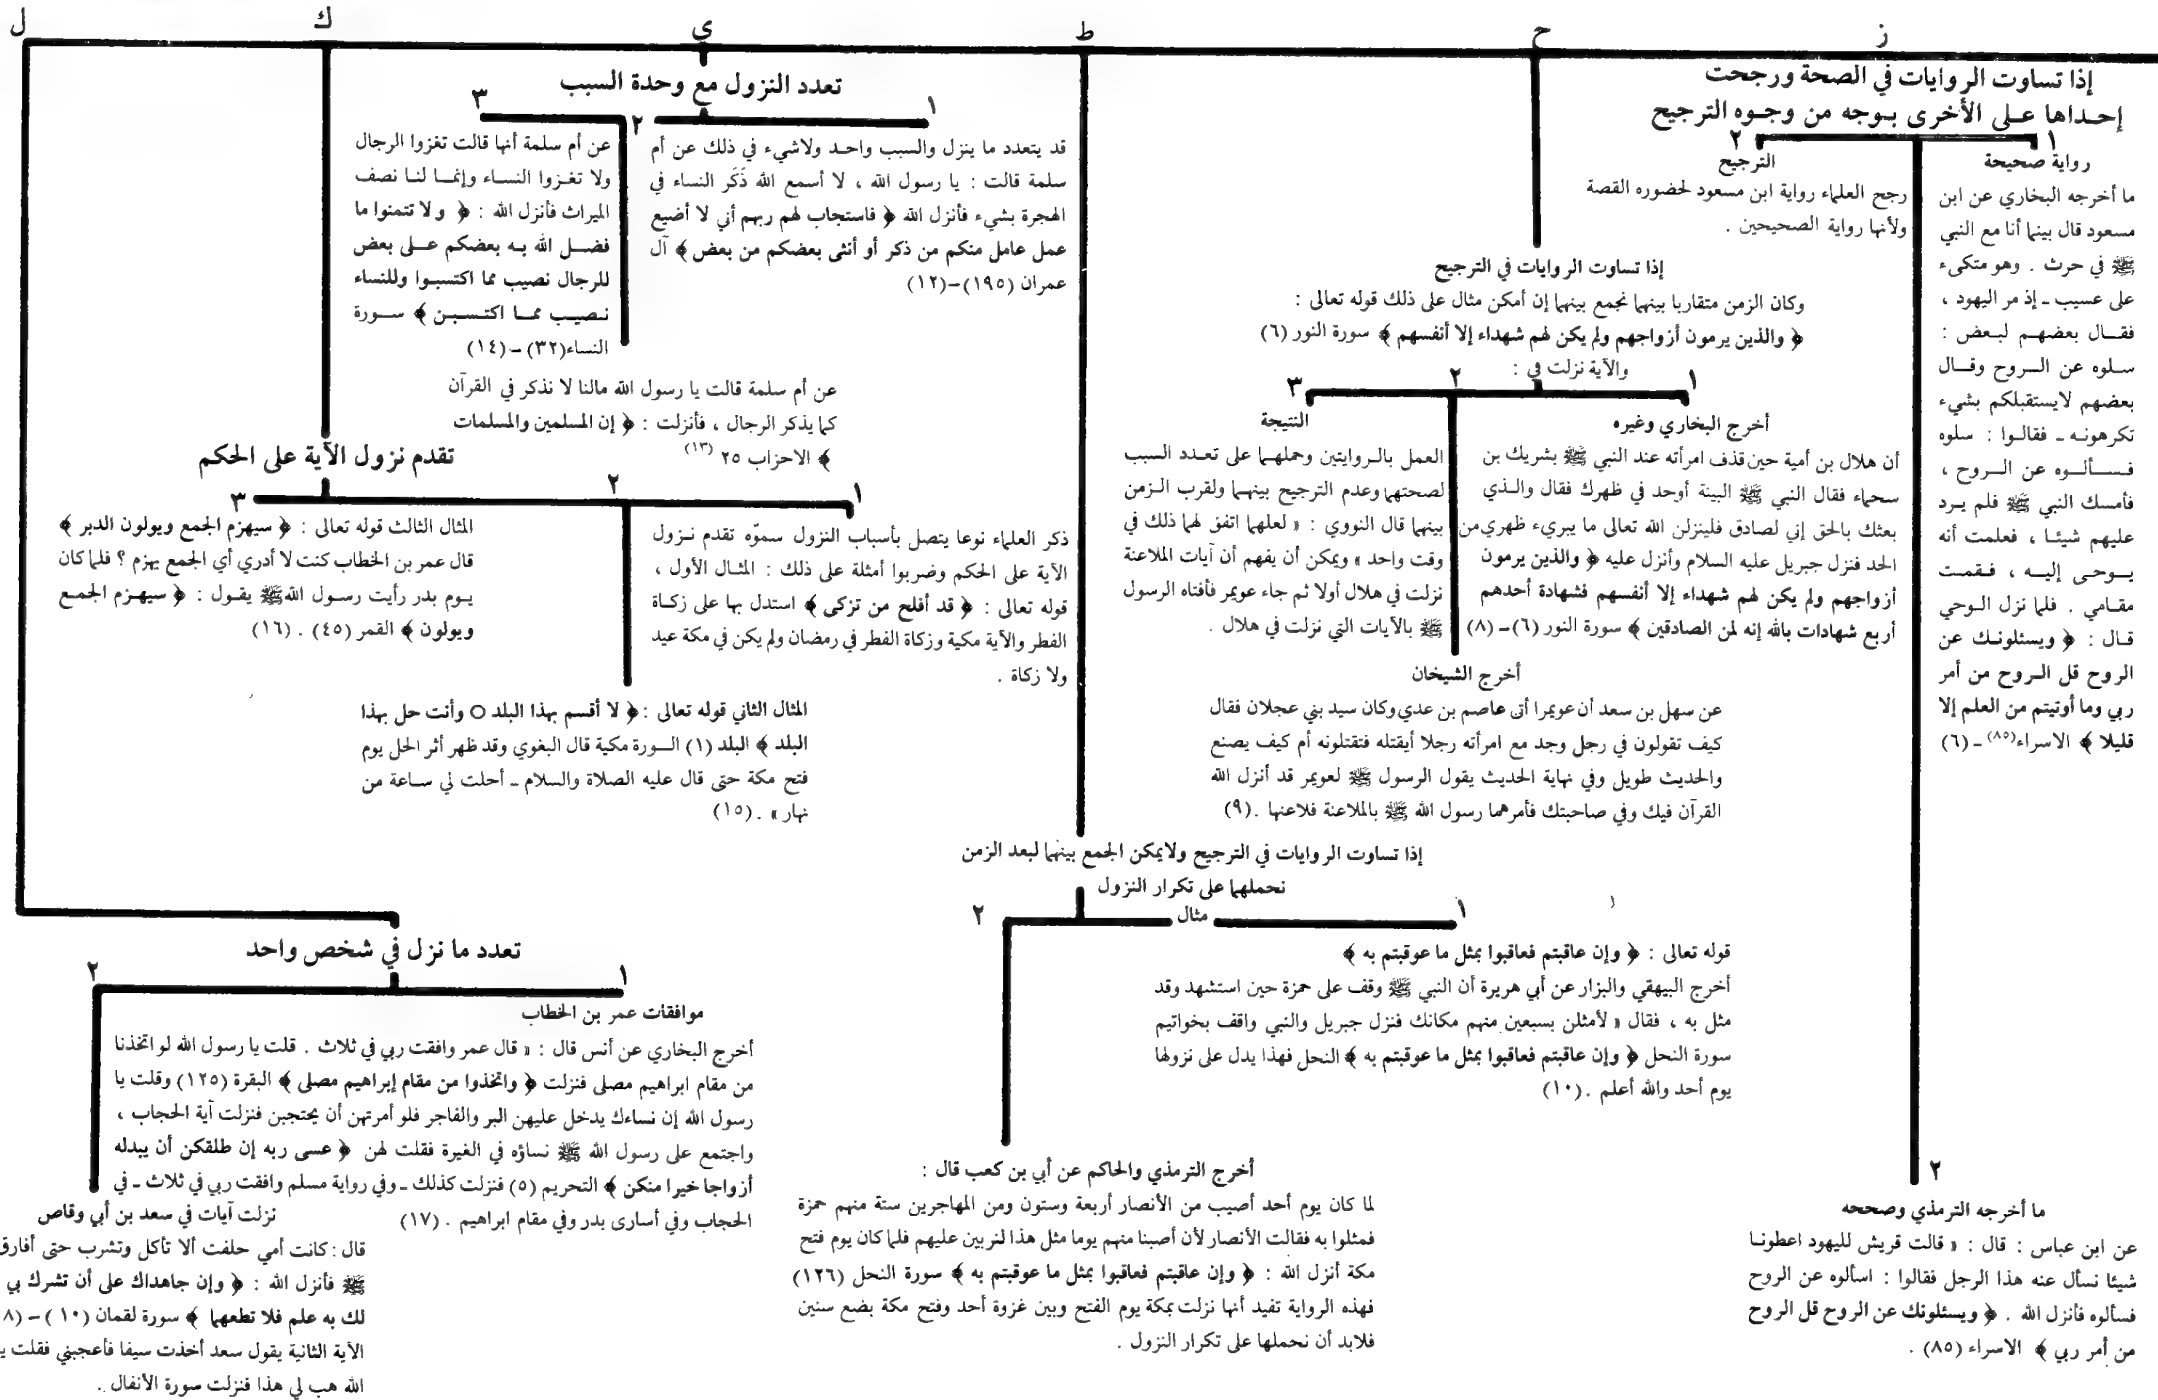 ز
ح
ط
ي
ك
ل
إذا تساوت الروايات في الصحة ورجحت
إحداها على الأخرى بوجه من وجوه الترجيح
١
٢
رواية صحيحة
ما أخرجه البخاري عن ابن
مسعود قال بينما أنا مع النبي
ﷺ في حرث . وهو متكىء
على عسيب ـ إذ مر اليهود ،
فقال بعضهم لبعض :
سلوه عن الروح وقال
بعضهم لايستقبلكم بشيء
تكرهونه ـ فقالوا : سلوه
فسألوه عن الروح ،
فأمسك النبي ﷺ فلم يرد
عليهم شيئا ، فعلمت أنه
يوحى إليه ، فقمت
مقامي . فلما نزل الوحي
قال : ﴿ ويسئلونك عن
الروح قل الروح من أمر
ربي وما أوتيتم من العلم إلا
قليلا ﴾ الاسراء(٨٥) ـ (٦)
الترجيح
رجح العلماء رواية ابن مسعود لحضوره القصة
ولأنها رواية الصحيحين .
٢
ما أخرجه الترمذي وصححه
عن ابن عباس : قال : « قالت قريش لليهود اعطونا
شيئا نسأل عنه هذا الرجل فقالوا : اسألوه عن الروح
فسألوه فأنزل الله . ﴿ ويسئلونك عن الروح قل الروح
من أمر ربي ﴾ الاسراء (٨٥) .
إذا تساوت الروايات في الترجيح
وكان الزمن متقاربا بينهما نجمع بينهما إن أمكن مثال على ذلك قوله تعالى :
﴿ والذين يرمون أزواجهم ولم يكن لهم شهداء إلا أنفسهم ﴾ سورة النور (٦)
والآية نزلت في :
١
٢
٣
أخرج البخاري وغيره
أن هلال بن أمية حين قذف امرأته عند النبي ﷺ بشريك بن
سحماء فقال النبي ﷺ البينة أوحد في ظهرك فقال والذي
بعثك بالحق إني لصادق فلينزلن الله تعالى ما يبريء ظهري من
الحد فنزل جبريل عليه السلام وأنزل عليه ﴿ والذين يرمون
أزواجهم ولم يكن لهم شهداء إلا أنفسهم فشهادة أحدهم
أربع شهادات بالله إنه لمن الصادقين ﴾ سورة النور (٦)ـ (٨)
النتيجة
العمل بالروايتين وحملهما على تعدد السبب
لصحتهما وعدم الترجيح بينهما ولقرب الزمن
بينهما قال النووي : « لعلهما اتفق لهما ذلك في
وقت واحد » ويمكن أن يفهم أن آيات الملاعنة
نزلت في هلال أولا ثم جاء عويمر فأفتاه الرسول
ﷺ بالآيات التي نزلت في هلال .
أخرج الشيخان
عن سهل بن سعد أن عويمرا أتى عاصم بن عدي وكان سيد بني عجلان فقال
كيف تقولون في رجل وجد مع امرأته رجلا أيقتله فتقتلونه أم كيف يصنع
والحديث طويل وفي نهاية الحديث يقول الرسول ﷺ لعويمر قد أنزل الله
القرآن فيك وفي صاحبتك فأمرهما رسول الله ﷺ بالملاعنة فلاعنها .(٩)
إذا تساوت الروايات في الترجيح ولايمكن الجمع بينهما لبعد الزمن
نحملهما على تكرار النزول
مثال
١
٢
قوله تعالى : ﴿ وإن عاقبتم فعاقبوا بمثل ما عوقبتم به ﴾
أخرج البيهقي والبزار عن أبي هريرة أن النبي ﷺ وقف على حمزة حين استشهد وقد
مثل به ، فقال « لأمثلن بسبعين منهم مكانك فنزل جبريل والنبي واقف بخواتيم
سورة النحل ﴿ وإن عاقبتم فعاقبوا بمثل ما عوقبتم به ﴾ النحل فهذا يدل على نزولها
يوم أحد والله أعلم .(١٠)
أخرج الترمذي والحاكم عن أبي بن كعب قال :
لما كان يوم أحد أصيب من الأنصار أربعة وستون ومن المهاجرين ستة منهم حمزة
فمثلوا به فقالت الأنصار لأن أصبنا منهم يوما مثل هذا لنربين عليهم فلما كان يوم فتح
مكة أنزل الله : ﴿ وإن عاقبتم فعاقبوا بمثل ما عوقبتم به ﴾ سورة النحل (١٢٦)
فهذه الرواية تفيد أنها نزلت بمكة يوم الفتح وبين غزوة أحد وفتح مكة بضع سنين
فلابد أن نحملها على تكرار النزول .
تعدد النزول مع وحدة السبب
١
٢
٣
قد يتعدد ما ينزل والسبب واحد ولاشيء في ذلك عن أم
سلمة قالت : يا رسول الله ، لا أسمع الله ذَكَر النساء في
الهجرة بشيء فأنزل الله ﴿ فاستجاب لهم ربهم أني لا أضيع
عمل عامل منكم من ذكر أو أنثى بعضكم من بعض ﴾ آل
عمران (١٩٥)ـ(١٢)
عن أم سلمة أنها قالت تغزوا الرجال
ولا تغزوا النساء وإنما لنا نصف
الميراث فأنزل الله : ﴿ ولا تتمنوا ما
فضل الله به بعضكم على بعض
للرجال نصيب مما اكتسبوا وللنساء
نصيب مما اكتسبن ﴾ سورة
النساء(٣٢) ـ (١٤)
عن أم سلمة قالت يا رسول الله مالنا لا نذكر في القرآن
كما يذكر الرجال ، فأنزلت : ﴿ إن المسلمين والمسلمات
﴾ الاحزاب ٢٥ (١٣)
تقدم نزول الآية على الحكم
١
٢
٣
ذكر العلماء نوعا يتصل بأسباب النزول سموّه تقدم نزول
الآية على الحكم وضربوا أمثلة على ذلك : المثال الأول ،
قوله تعالى : ﴿ قد أفلح من تزكى ﴾ استدل بها على زكاة
الفطر والآية مكية وزكاة الفطر في رمضان ولم يكن في مكة عيد
ولا زكاة .
المثال الثالث قوله تعالى : ﴿ سيهزم الجمع ويولون الدبر ﴾
قال عمر بن الخطاب كنت لا أدري أي الجمع يهزم ؟ فلما كان
يوم بدر رأيت رسول اللهﷺ يقول : ﴿ سيهزم الجمع
ويولون ﴾ القمر (٤٥) . (١٦)
المثال الثاني قوله تعالى :﴿ لا أقسم بهذا البلد ○ وأنت حل بهذا
البلد ﴾ البلد (١) السورة مكية قال البغوي وقد ظهر أثر الحل يوم
فتح مكة حتى قال عليه الصلاة والسلام ـ أحلت لي ساعة من
نهار » . (١٥)
تعدد ما نزل في شخص واحد
١
٢
موافقات عمر بن الخطاب
أخرج البخاري عن أنس قال : « قال عمر وافقت ربي في ثلاث . قلت يا رسول الله لو اتخذنا
من مقام ابراهيم مصلى فنزلت ﴿ واتخذوا من مقام إبراهيم مصلى ﴾ البقرة (١٢٥) وقلت يا
رسول الله إن نساءك يدخل عليهن البر والفاجر فلو أمرتهن أن يحتجبن فنزلت آية الحجاب ،
واجتمع على رسول الله ﷺ نساؤه في الغيرة فقلت لهن ﴿ عسى ربه إن طلقكن أن يبدله
أزواجا خيرا منكن ﴾ التحريم (٥) فنزلت كذلك ـ وفي رواية مسلم وافقت ربي في ثلاث ـ في
الحجاب وفي أسارى بدر وفي مقام ابراهيم . (١٧)
نزلت آيات في سعد بن أبي وقاص
قال : كانت أمي حلفت ألا تأكل وتشرب حتى أفارق
ﷺ فأنزل الله : ﴿ وإن جاهداك على أن تشرك بي
لك به علم فلا تطعهما ﴾ سورة لقمان (١٠) ـ (٨
الآية الثانية يقول سعد أخذت سيفا فأعجبني فقلت ي
الله هب لي هذا فنزلت سورة الأنفال .